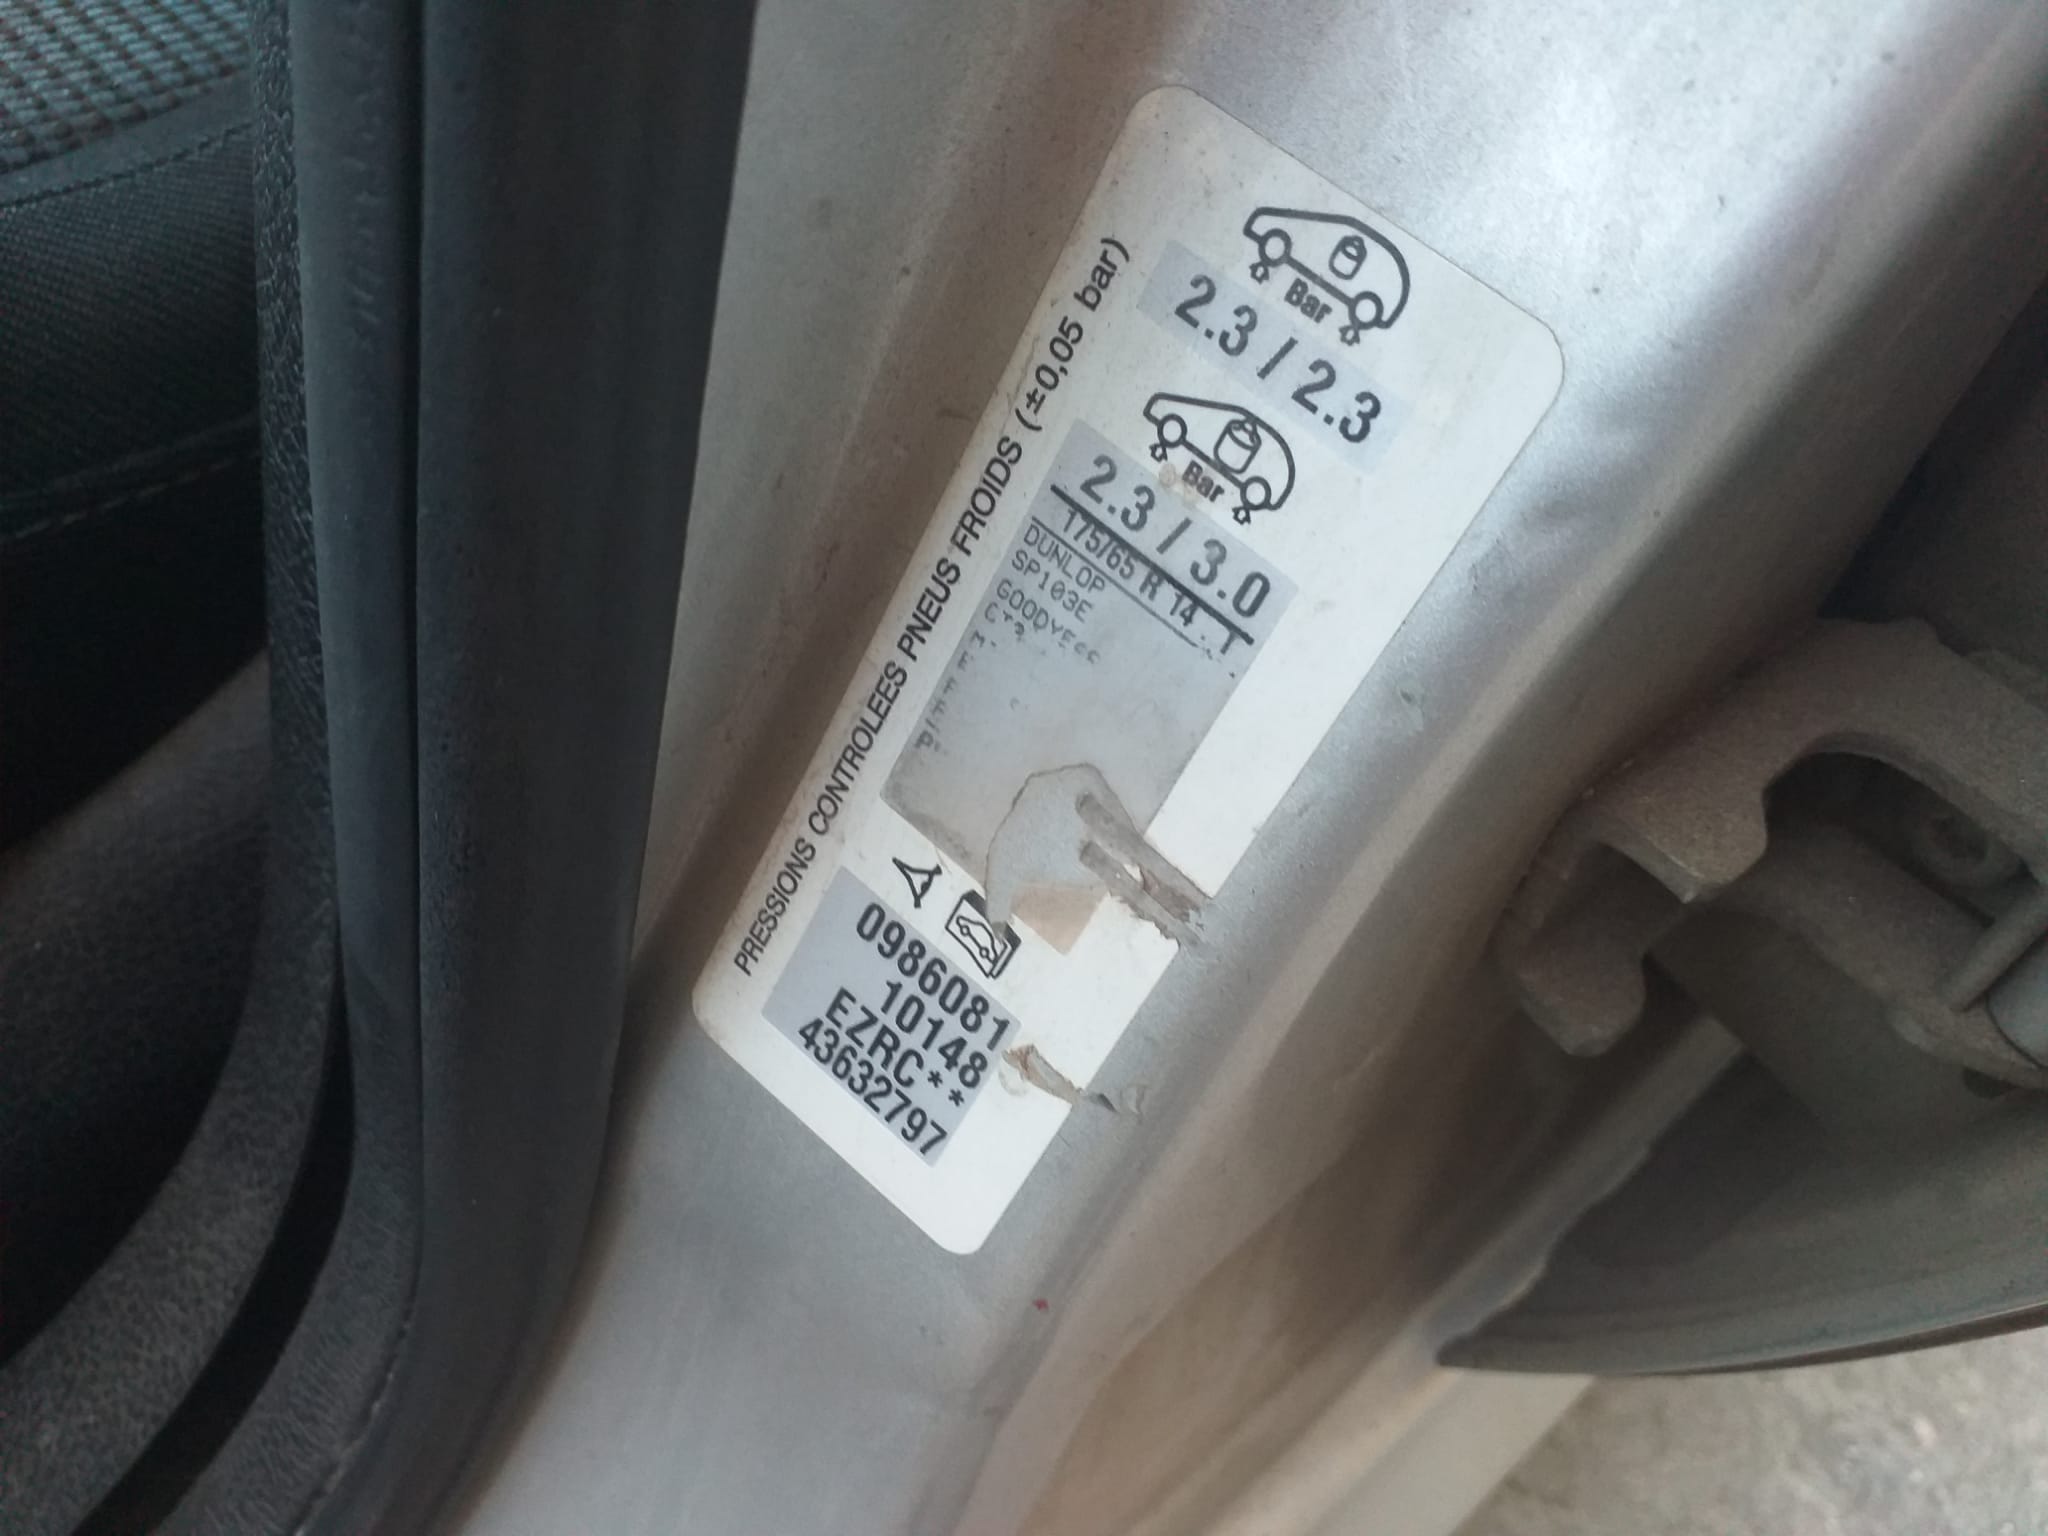 PRESSIONS CONTROLEES PNEUS FROIDS (±0,05 bar)
Bar
2.3 / 2.3
Bar
2.3 / 3.0
175/65 R 14 T
DUNLOP
SP103E
0986081
10148
EZRC**
43632797